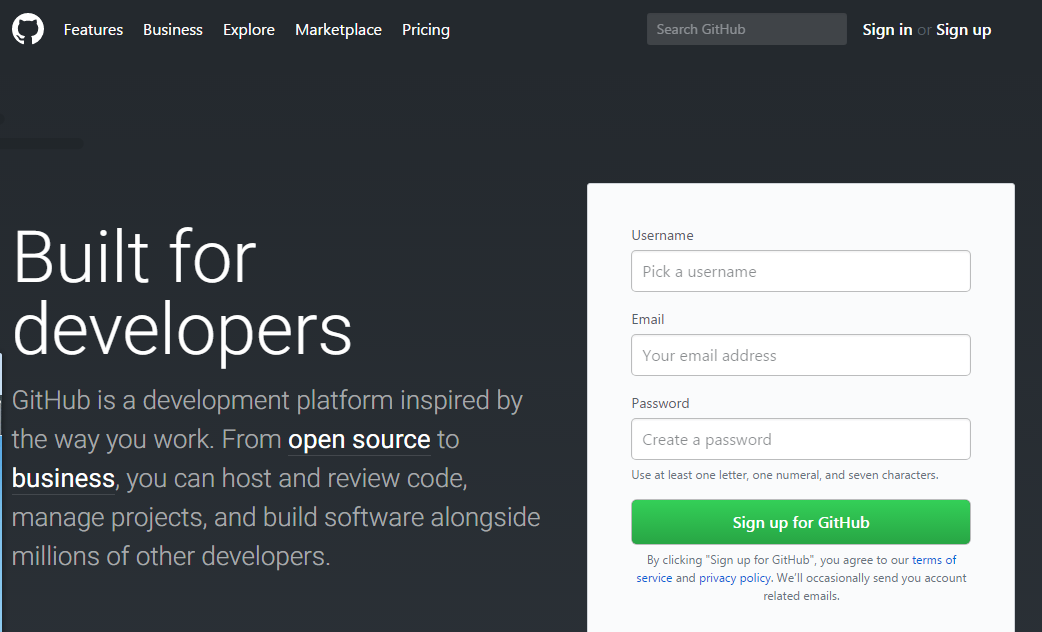 Features Business Explore Marketplace Pricing Search GitHub Sign in or Sign up
Built for
developers
GitHub is a development platform inspired by
the way you work. From open source to
business, you can host and review code,
manage projects, and build software alongside
millions of other developers.
Username
Pick a username
Email
Your email address
Password
Create a password
Use at least one letter, one numeral, and seven characters.
Sign up for GitHub
By clicking "Sign up for GitHub", you agree to our terms of
service and privacy policy. We'll occasionally send you account
related emails.